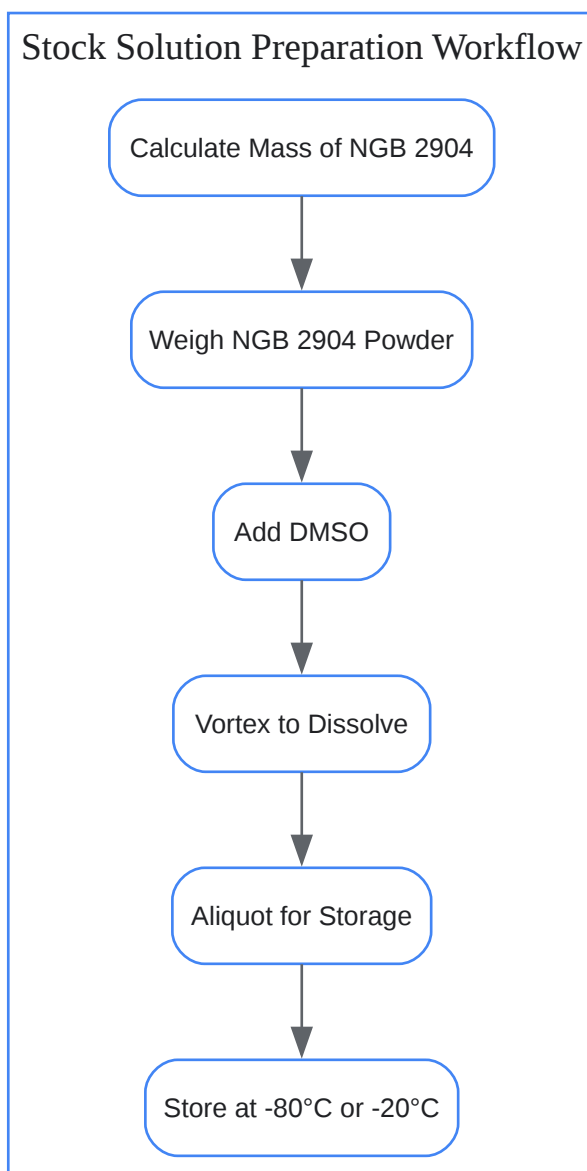 Stock Solution Preparation Workflow
Calculate Mass of NGB 2904
Weigh NGB 2904 Powder
Add DMSO
Vortex to Dissolve
Aliquot for Storage
Store at -80°C or -20°C